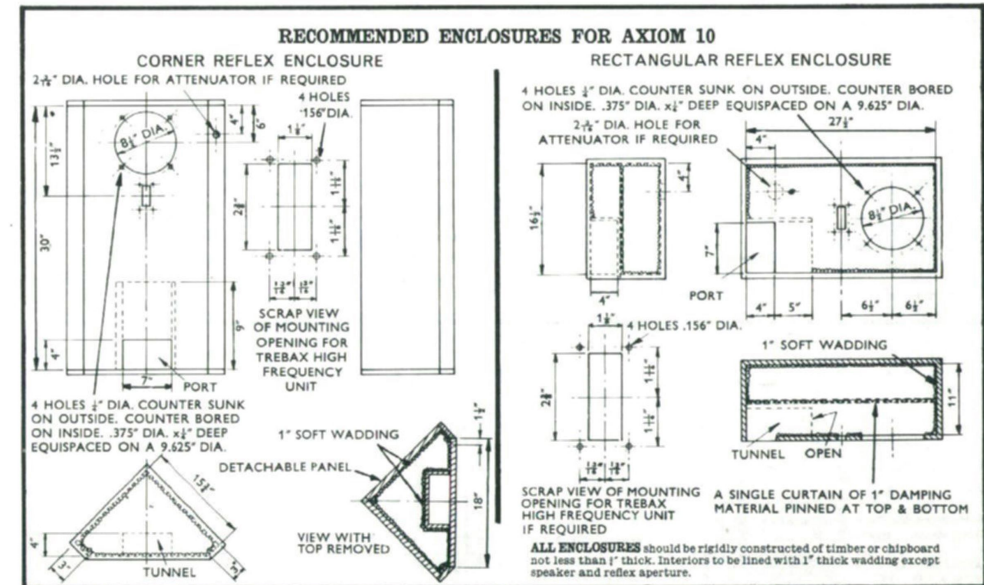 RECOMMENDED ENCLOSURES FOR AXIOM 10
CORNER REFLEX ENCLOSURE
DIA. HOLE FOR ATTENUATOR IF REQUIRED
4 HOLES
.156" DIA.
4"
6"
8½" DIA.
13½"
30"
9"
4"
7"
PORT
SCRAP VIEW
OF MOUNTING
OPENING FOR
TREBAX HIGH
FREQUENCY
UNIT
4 HOLES ¼" DIA. COUNTER SUNK
ON OUTSIDE. COUNTER BORED
ON INSIDE. .375" DIA. x¼" DEEP
EQUISPACED ON A 9.625" DIA.
1" SOFT WADDING
DETACHABLE PANEL
1½"
18"
VIEW WITH
TOP REMOVED
4"
3"
3"
TUNNEL
RECTANGULAR REFLEX ENCLOSURE
4 HOLES ¼" DIA. COUNTER SUNK ON OUTSIDE. COUNTER BORED
ON INSIDE. .375" DIA. x¼" DEEP EQUISPACED ON A 9.625" DIA.
DIA. HOLE FOR
ATTENUATOR IF REQUIRED
27½"
4"
4"
16½"
8½" DIA.
7"
4"
PORT
4"
5"
6½"
6½"
4 HOLES .156" DIA.
1" SOFT WADDING
11"
TUNNEL
OPEN
SCRAP VIEW OF MOUNTING
OPENING FOR TREBAX
HIGH FREQUENCY UNIT
IF REQUIRED
A SINGLE CURTAIN OF 1" DAMPING
MATERIAL PINNED AT TOP & BOTTOM
ALL ENCLOSURES should be rigidly constructed of timber or chipboard
not less than thick. Interiors to be lined with 1" thick wadding except
speaker and reflex aperture.